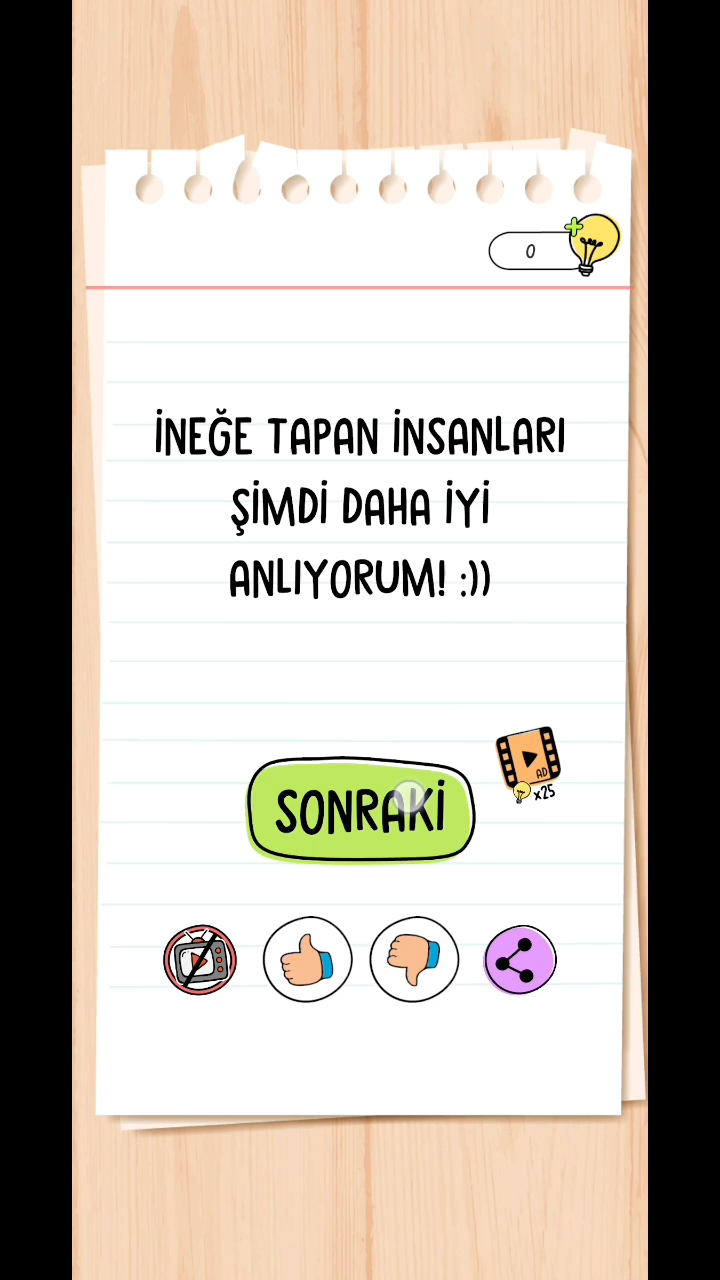 0
İNEĞE TAPAN İNSANLARI
ŞİMDİ DAHA İYİ
ANLIYORUM! :))
AD
x25
SONRAKİ